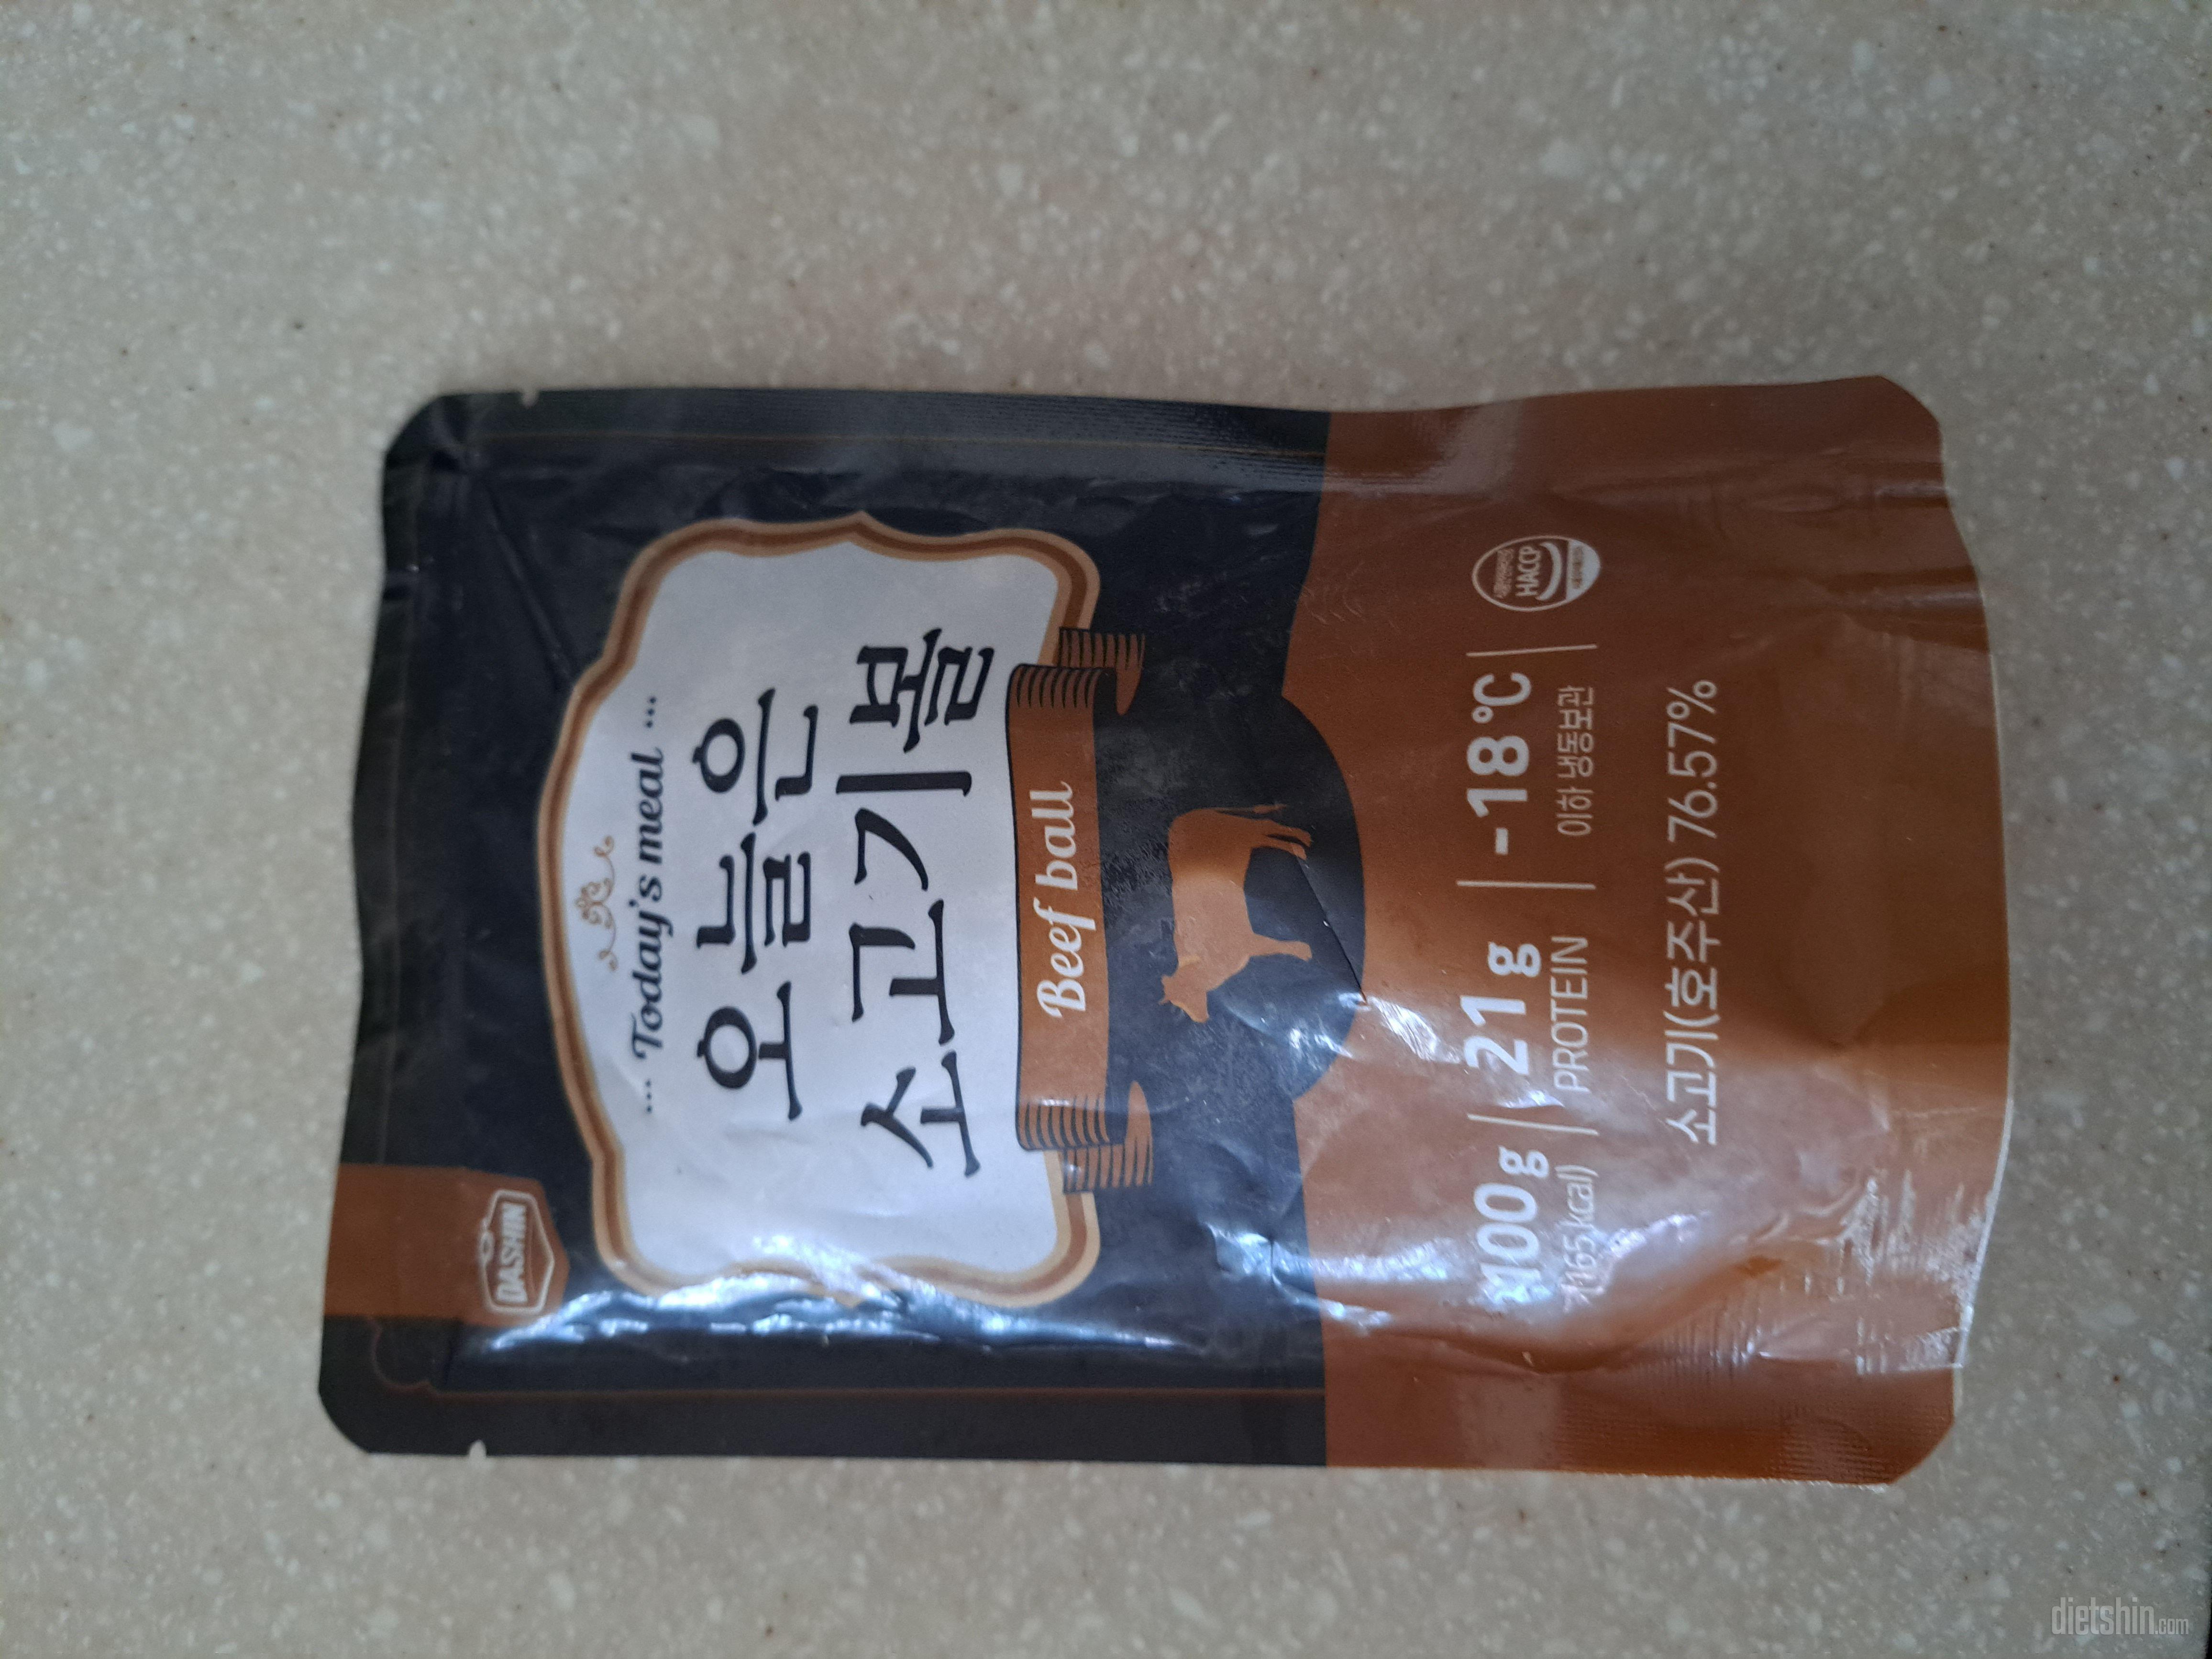 DASHIN
... Today's meal ...
오늘은
소고기볼
Beef ball
100g | 21g | -18℃ |
(165kcal) PROTEIN 이하 냉동보관
HACCP
소고기(호주산) 76.57%
dietshin.com